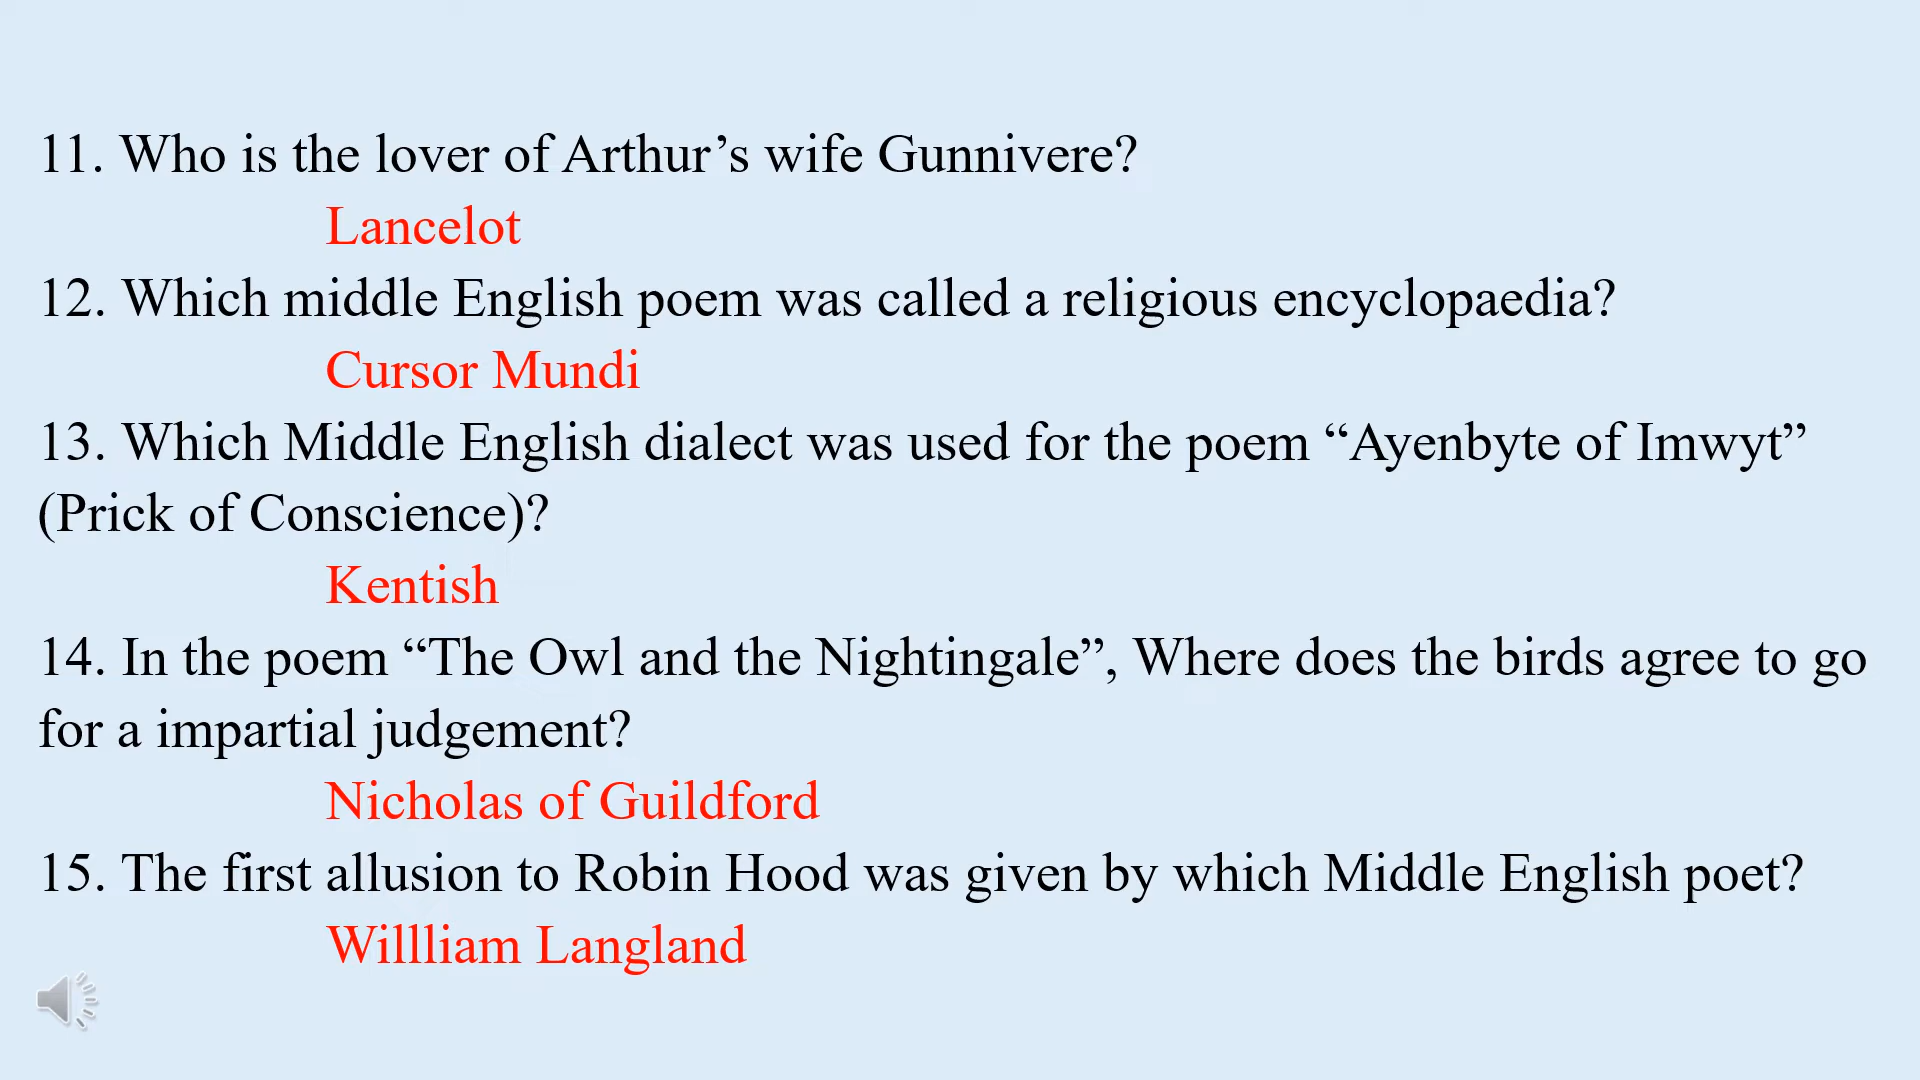 11. Who is the lover of Arthur’s wife Gunnivere?
Lancelot
12. Which middle English poem was called a religious encyclopaedia?
Cursor Mundi
13. Which Middle English dialect was used for the poem “Ayenbyte of Imwyt”
(Prick of Conscience)?
Kentish
14. In the poem “The Owl and the Nightingale”, Where does the birds agree to go
for a impartial judgement?
Nicholas of Guildford
15. The first allusion to Robin Hood was given by which Middle English poet?
Willliam Langland